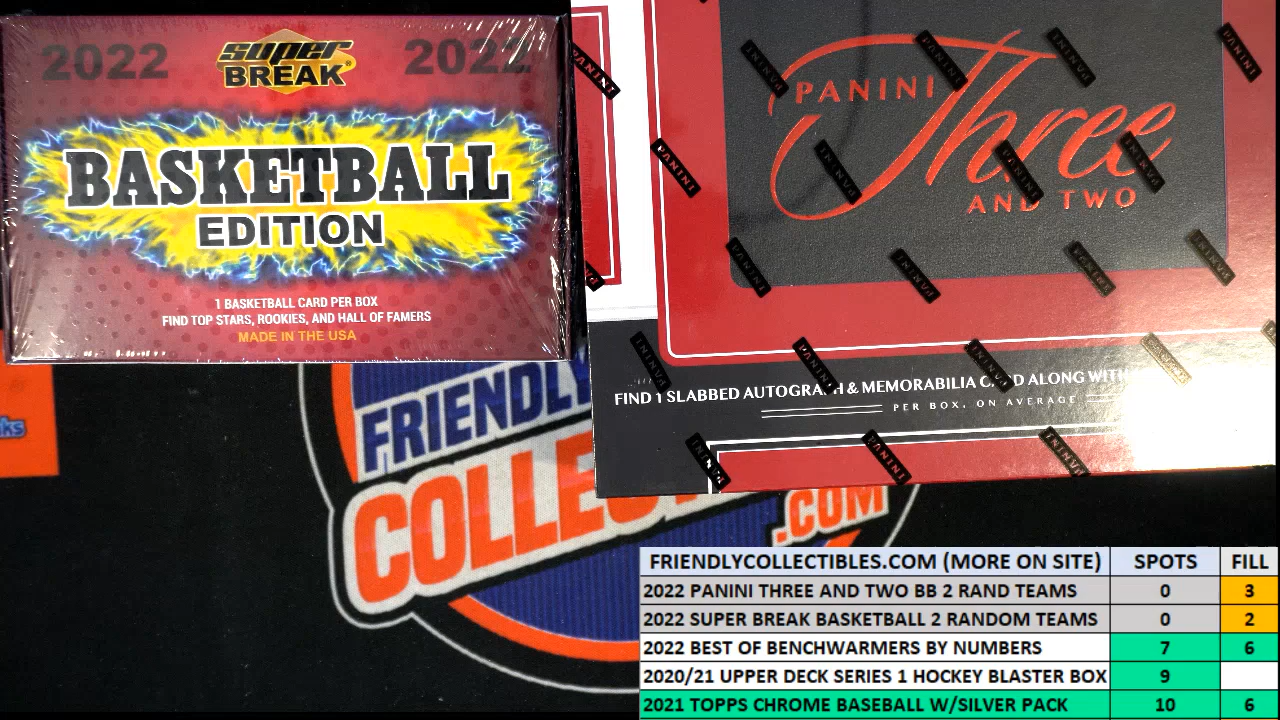 2022 SUPER BREAK 2022
BASKETBALL
EDITION
1 BASKETBALL CARD PER BOX
FIND TOP STARS, ROOKIES, AND HALL OF FAMERS
MADE IN THE USA
PANINI
Three
AND TWO
FIND 1 SLABBED AUTOGRAPH & MEMORABILIA CARD ALONG WITH
PER BOX, ON AVERAGE
FRIENDLY
COLLE
.COM
ks
FRIENDLYCOLLECTIBLES.COM (MORE ON SITE) SPOTS FILL
2022 PANINI THREE AND TWO BB 2 RAND TEAMS 0 3
2022 SUPER BREAK BASKETBALL 2 RANDOM TEAMS 0 2
2022 BEST OF BENCHWARMERS BY NUMBERS 7 6
2020/21 UPPER DECK SERIES 1 HOCKEY BLASTER BOX 9
2021 TOPPS CHROME BASEBALL W/SILVER PACK 10 6